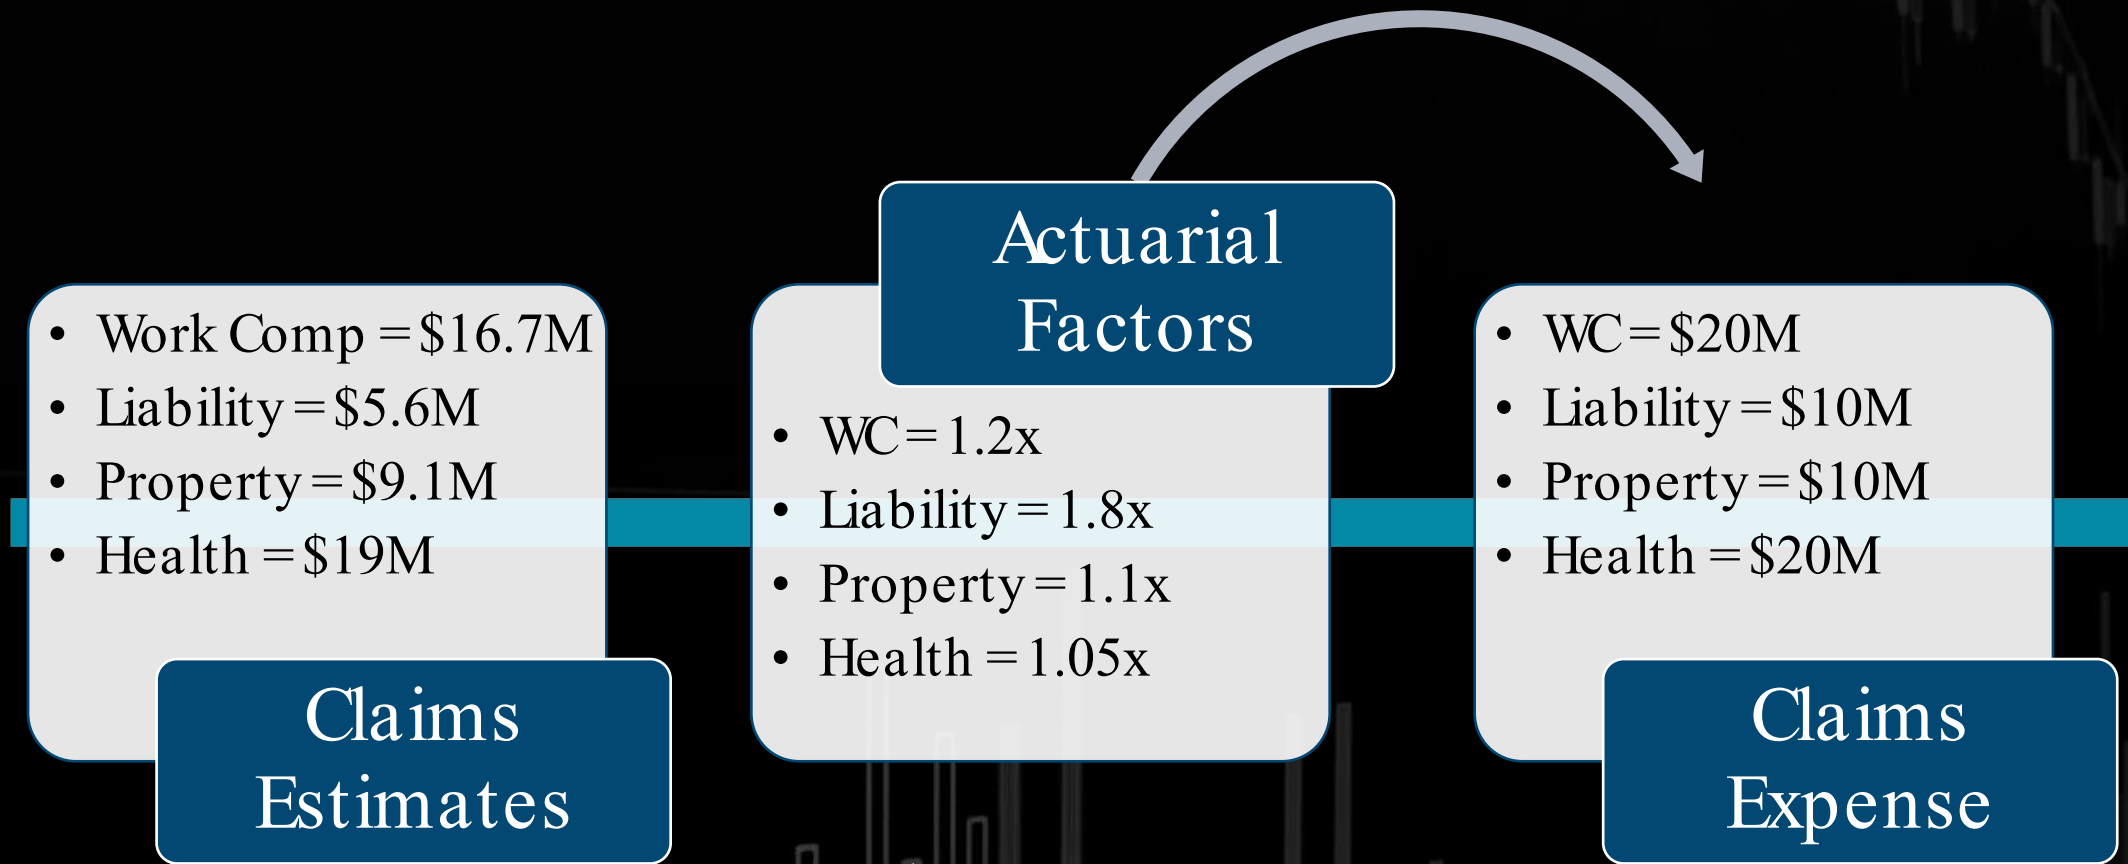 • Work Comp = $16.7M
• Liability = $5.6M
• Property = $9.1M
• Health = $19M
Claims
Estimates
Actuarial
Factors
• WC = 1.2x
• Liability = 1.8x
• Property = 1.1x
• Health = 1.05x
• WC = $20M
• Liability = $10M
• Property = $10M
• Health = $20M
Claims
Expense